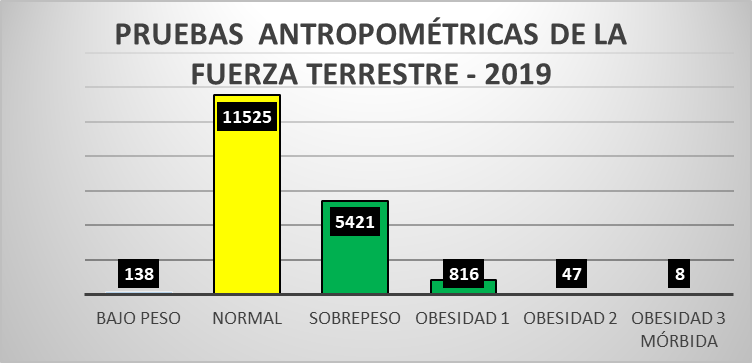 PRUEBAS ANTROPOMÉTRICAS DE LA
FUERZA TERRESTRE - 2019
138
11525
5421
816
47
8
BAJO PESO
NORMAL
SOBREPESO
OBESIDAD 1
OBESIDAD 2
OBESIDAD 3
MÓRBIDA